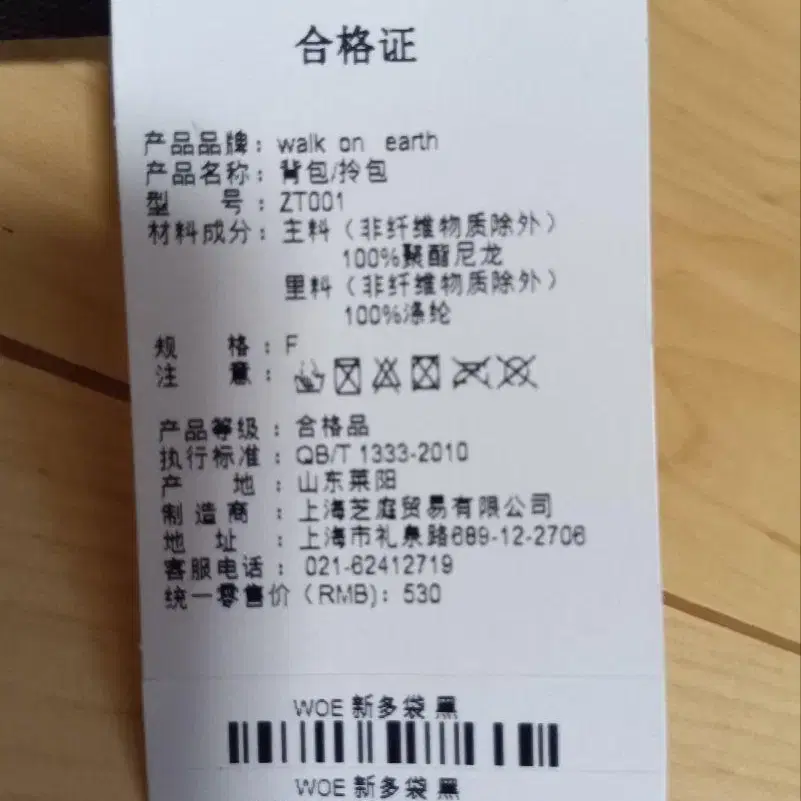 合格证
产品品牌：walk on earth
产品名称：背包/拎包
型 号：ZT001
材料成分：主料（非纤维物质除外）
100%聚酯尼龙
里料（非纤维物质除外）
100%涤纶
规 格：F
注 意：
产品等级：合格品
执行标准：QB/T 1333-2010
产 地：山东莱阳
制造商：上海芝庭贸易有限公司
地 址：上海市礼泉路689-12-2706
客服电话：021-62412719
统一零售价（RMB)：530
WOE 新多袋 黑
WOE 新多袋 黑